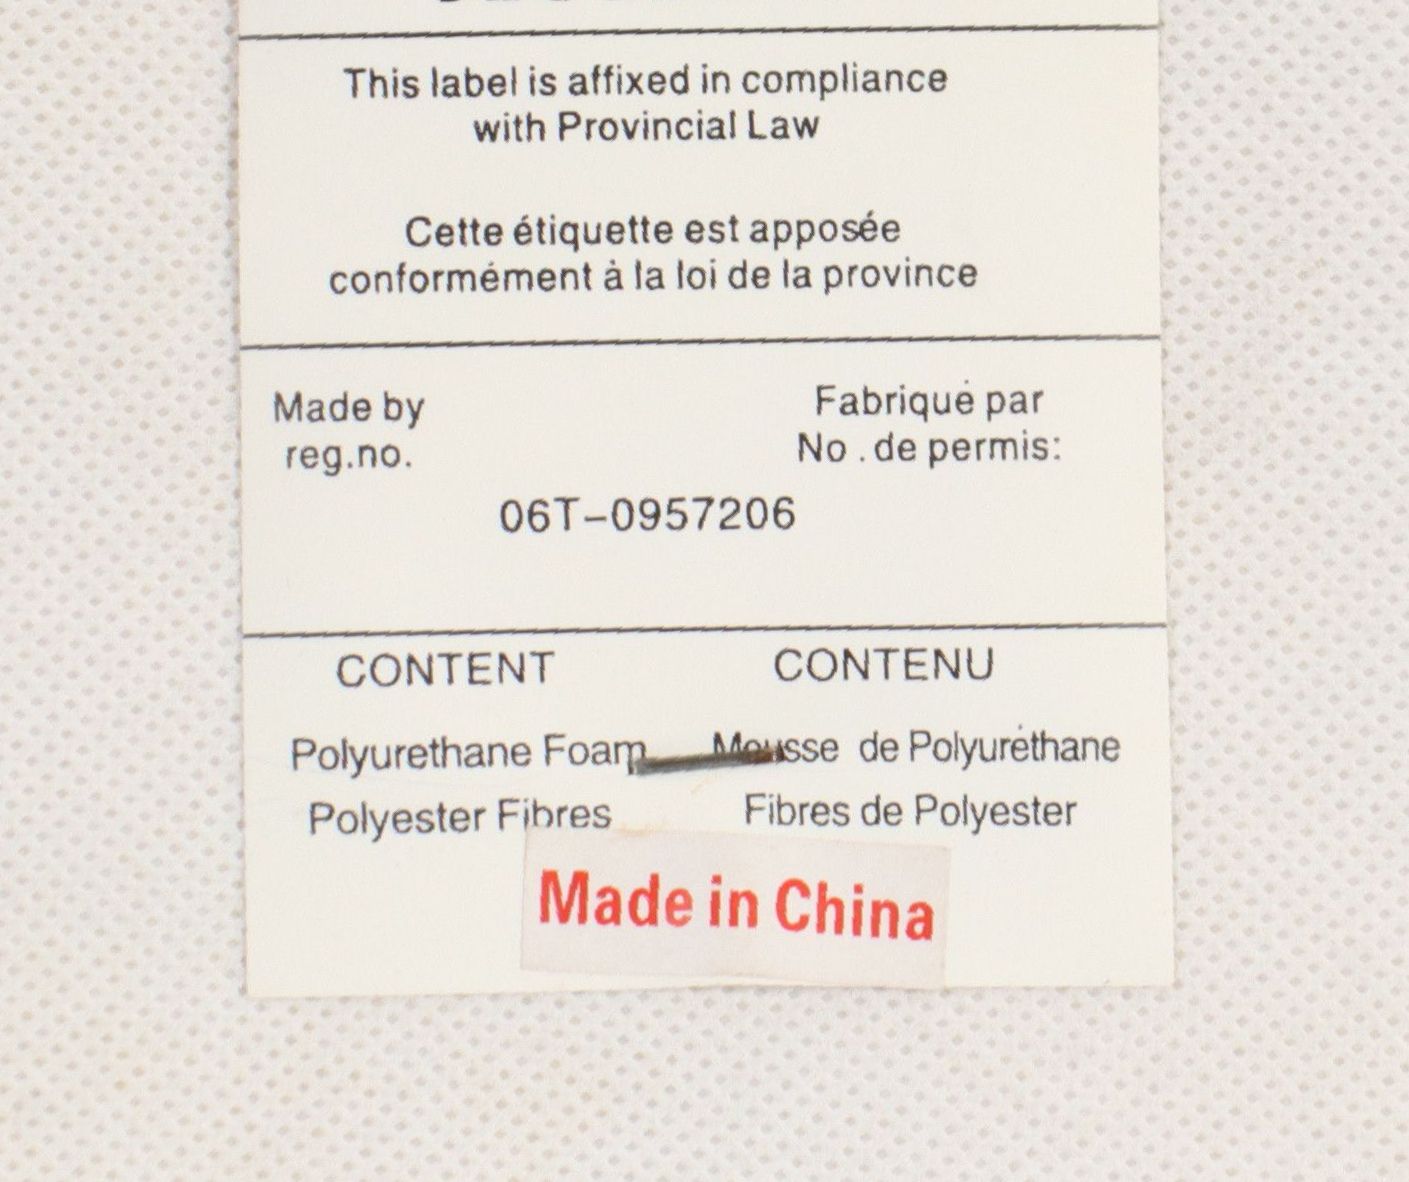 This label is affixed in compliance
with Provincial Law
Cette étiquette est apposée
conformément à la loi de la province
Made by
reg.no.
Fabriqué par
No . de permis:
06T-0957206
CONTENT CONTENU
Polyurethane Foam Mousse de Polyuréthane
Polyester Fibres Fibres de Polyester
Made in China